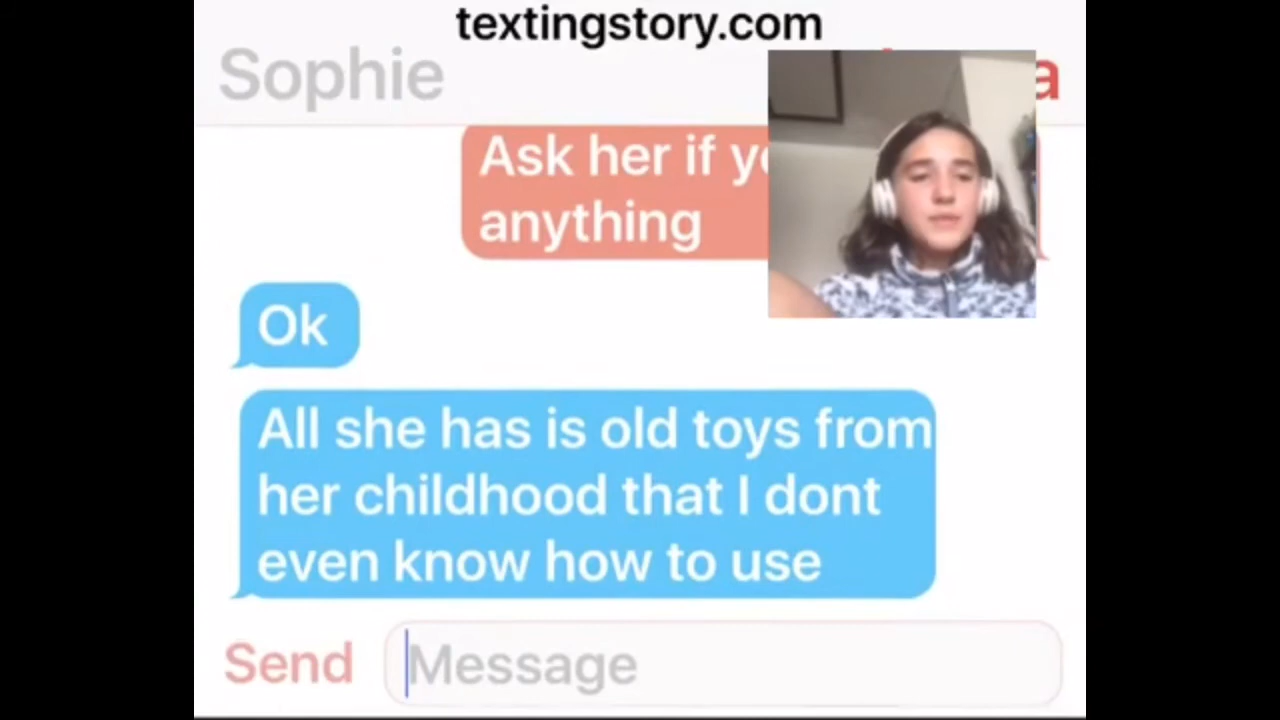 textingstory.com
Sophie
Ask her if
anything
Ok
All she has is old toys from
her childhood that I dont
even know how to use
Send Message